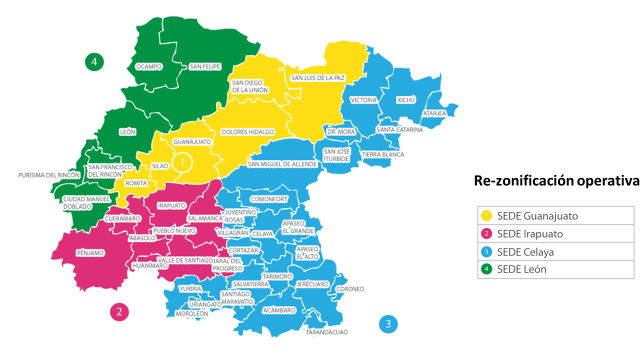 4
OCAMPO
SAN FELIPE
SAN DIEGO
DE LA UNIÓN
SAN LUIS DE LA PAZ
VICTORIA
XICHÚ
ATARJEA
LEÓN
GUANAJUATO
DOLORES HIDALGO
DR. MORA
SANTA CATARINA
SAN JOSÉ
ITURBIDE
TIERRA BLANCA
SAN FRANCISCO
DEL RINCÓN
PURÍSIMA DEL RINCÓN
SILAO
1
SAN MIGUEL DE ALLENDE
ROMITA
CIUDAD MANUEL
DOBLADO
IRAPUATO
COMONFORT
CUERÁMARO
SALAMANCA
JUVENTINO
ROSAS
APASEO
EL GRANDE
PUEBLO NUEVO
VILLAGRÁN
CELAYA
ABASOLO
PÉNJAMO
CORTAZÁR
APASEO
EL ALTO
HUANÍMARO
VALLE DE SANTIAGO
JARAL DEL
PROGRESO
TARIMORO
YURÍRIA
SALVATIERRA
JERÉCUARO
CORONEO
URIANGATO
SANTIAGO
MARAVATÍO
MOROLEÓN
ACÁMBARO
TARANDACUAO
2
3
Re-zonificación operativa
1 SEDE Guanajuato
2 SEDE Irapuato
3 SEDE Celaya
4 SEDE León